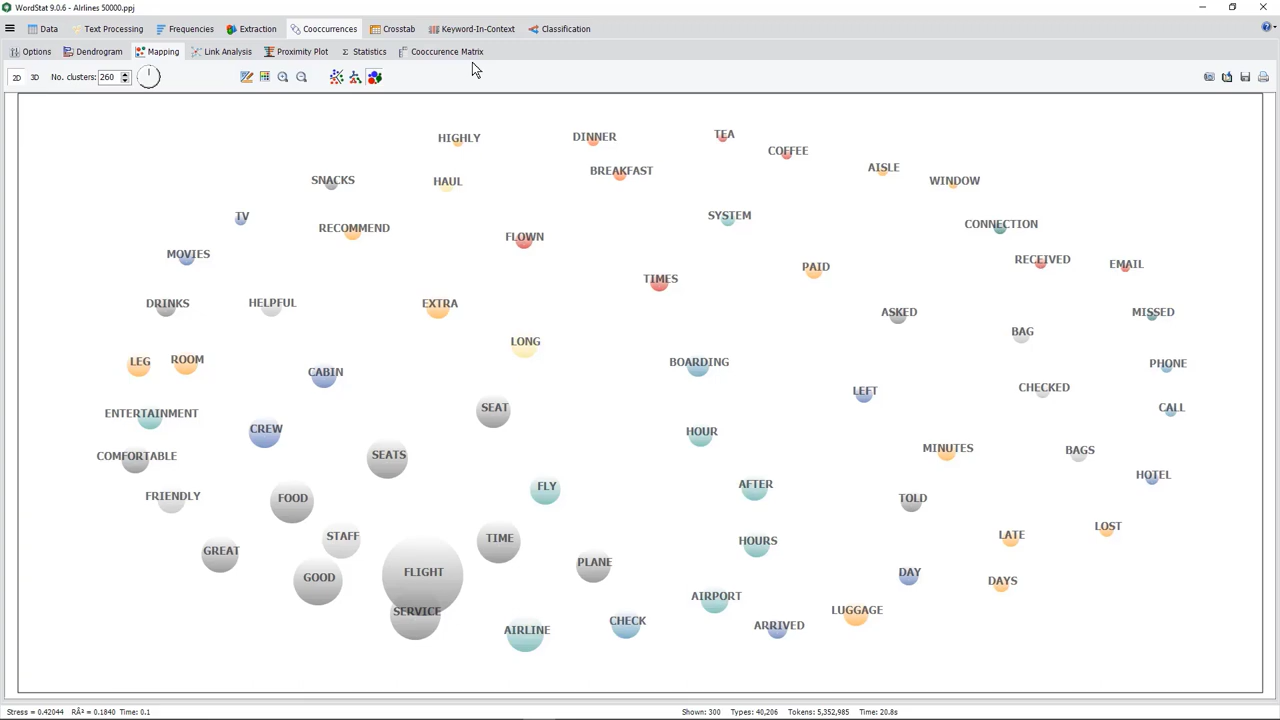 WordStat 9.0.6 - Airlines 50000.ppj
Data Text Processing Frequencies Extraction Cooccurrences Crosstab Keyword-In-Context Classification
Options Dendrogram Mapping Link Analysis Proximity Plot Σ Statistics Cooccurence Matrix
2D 3D No. clusters: 260
HIGHLY DINNER TEA
COFFEE
BREAKFAST AISLE
SNACKS HAUL WINDOW
TV SYSTEM
RECOMMEND CONNECTION
FLOWN
MOVIES RECEIVED EMAIL
TIMES PAID
DRINKS HELPFUL EXTRA
ASKED MISSED
BAG
LONG
LEG ROOM BOARDING PHONE
CABIN
LEFT CHECKED
ENTERTAINMENT SEAT CALL
CREW HOUR
COMFORTABLE SEATS MINUTES BAGS
HOTEL
FRIENDLY FOOD FLY AFTER TOLD
LOST
STAFF TIME HOURS LATE
GREAT
PLANE
GOOD FLIGHT DAY DAYS
AIRPORT
SERVICE LUGGAGE
AIRLINE CHECK ARRIVED
Stress = 0.42044 RÂ² = 0.1840 Time: 0.1 Shown: 300 Types: 40,206 Tokens: 5,352,985 Time: 20.8s